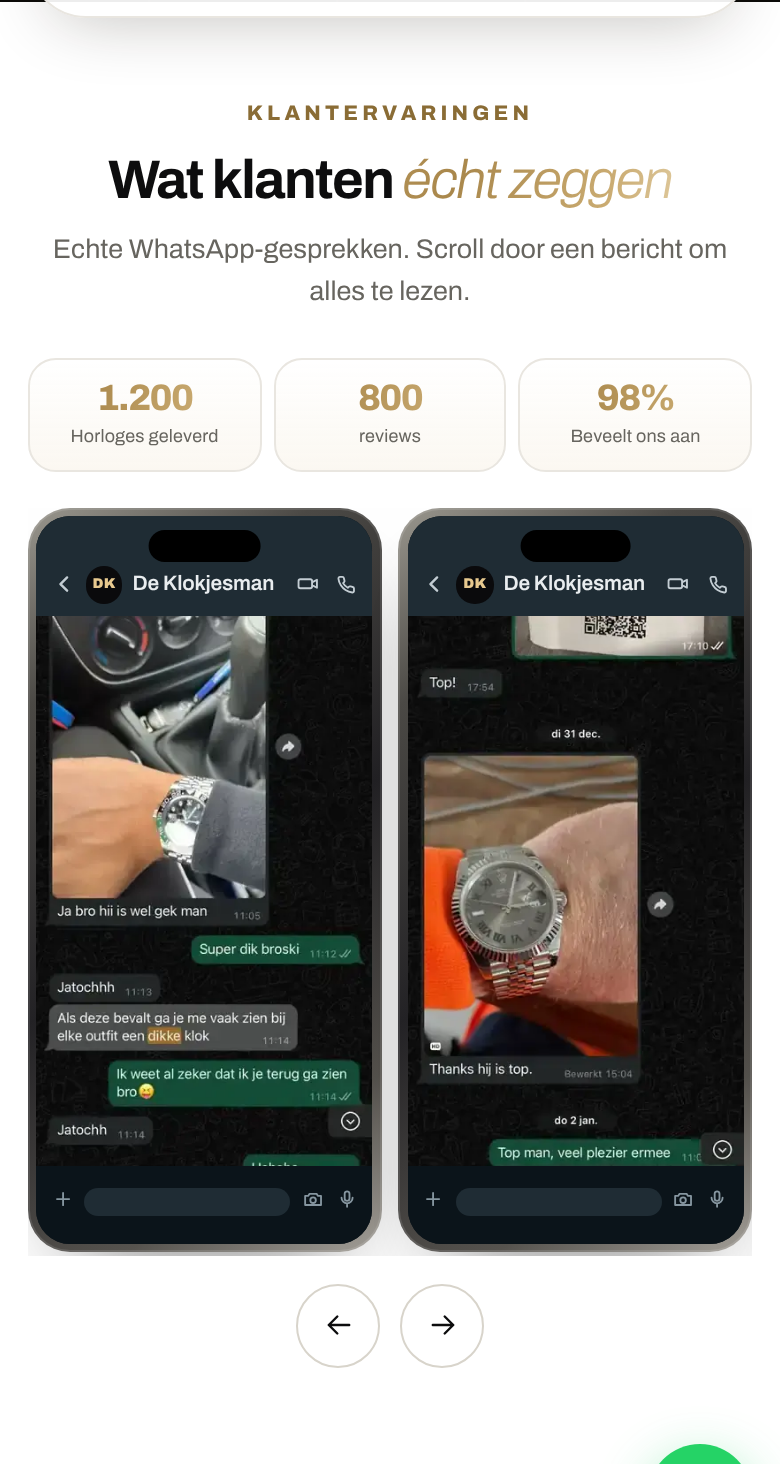 KLANTERVARINGEN
Wat klanten écht zeggen
Echte WhatsApp-gesprekken. Scroll door een bericht om
alles te lezen.
1.200
Horloges geleverd
800
reviews
98%
Beveelt ons aan
DK De Klokjesman
Ja bro hii is wel gek man 11:05
Super dik broski 11:12
Jatochhh 11:13
Als deze bevalt ga je me vaak zien bij
elke outfit een dikke klok 11:14
Ik weet al zeker dat ik je terug ga zien
bro😝 11:14
Jatochh 11:14
DK De Klokjesman
17:10
Top! 17:54
di 31 dec.
Thanks hij is top. Bewerkt 15:04
do 2 jan.
Top man, veel plezier ermee